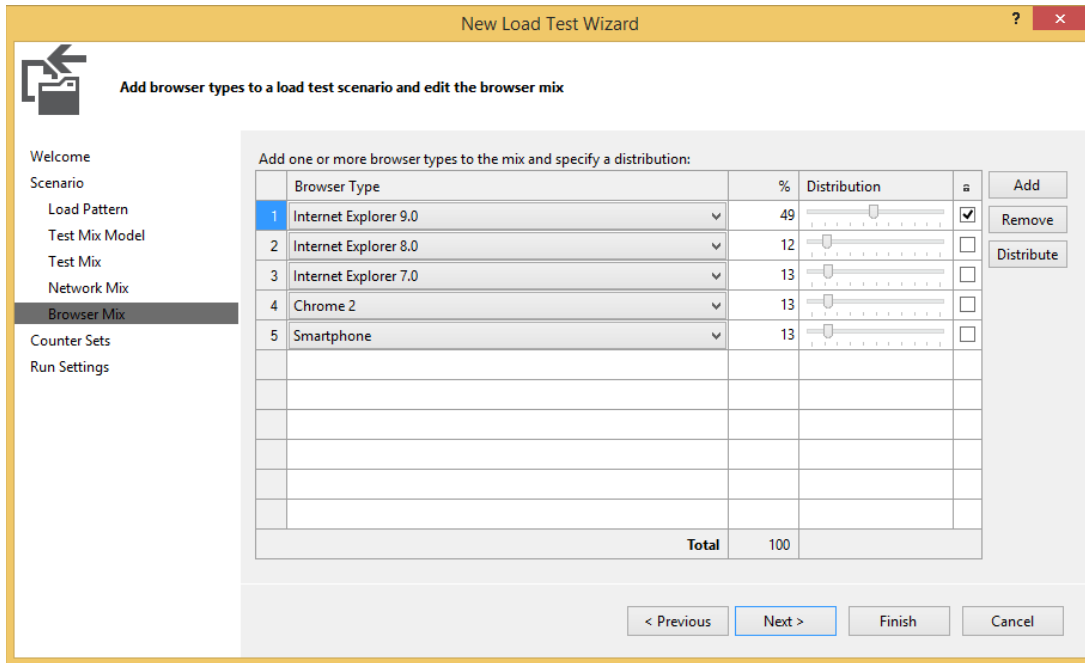 New Load Test Wizard
?
Add browser types to a load test scenario and edit the browser mix
Welcome
Scenario
Load Pattern
Test Mix Model
Test Mix
Network Mix
Browser Mix
Counter Sets
Run Settings
Add one or more browser types to the mix and specify a distribution:
Browser Type % Distribution
1 Internet Explorer 9.0 49
2 Internet Explorer 8.0 12
3 Internet Explorer 7.0 13
4 Chrome 2 13
5 Smartphone 13
Total 100
Add
Remove
Distribute
< Previous Next > Finish Cancel